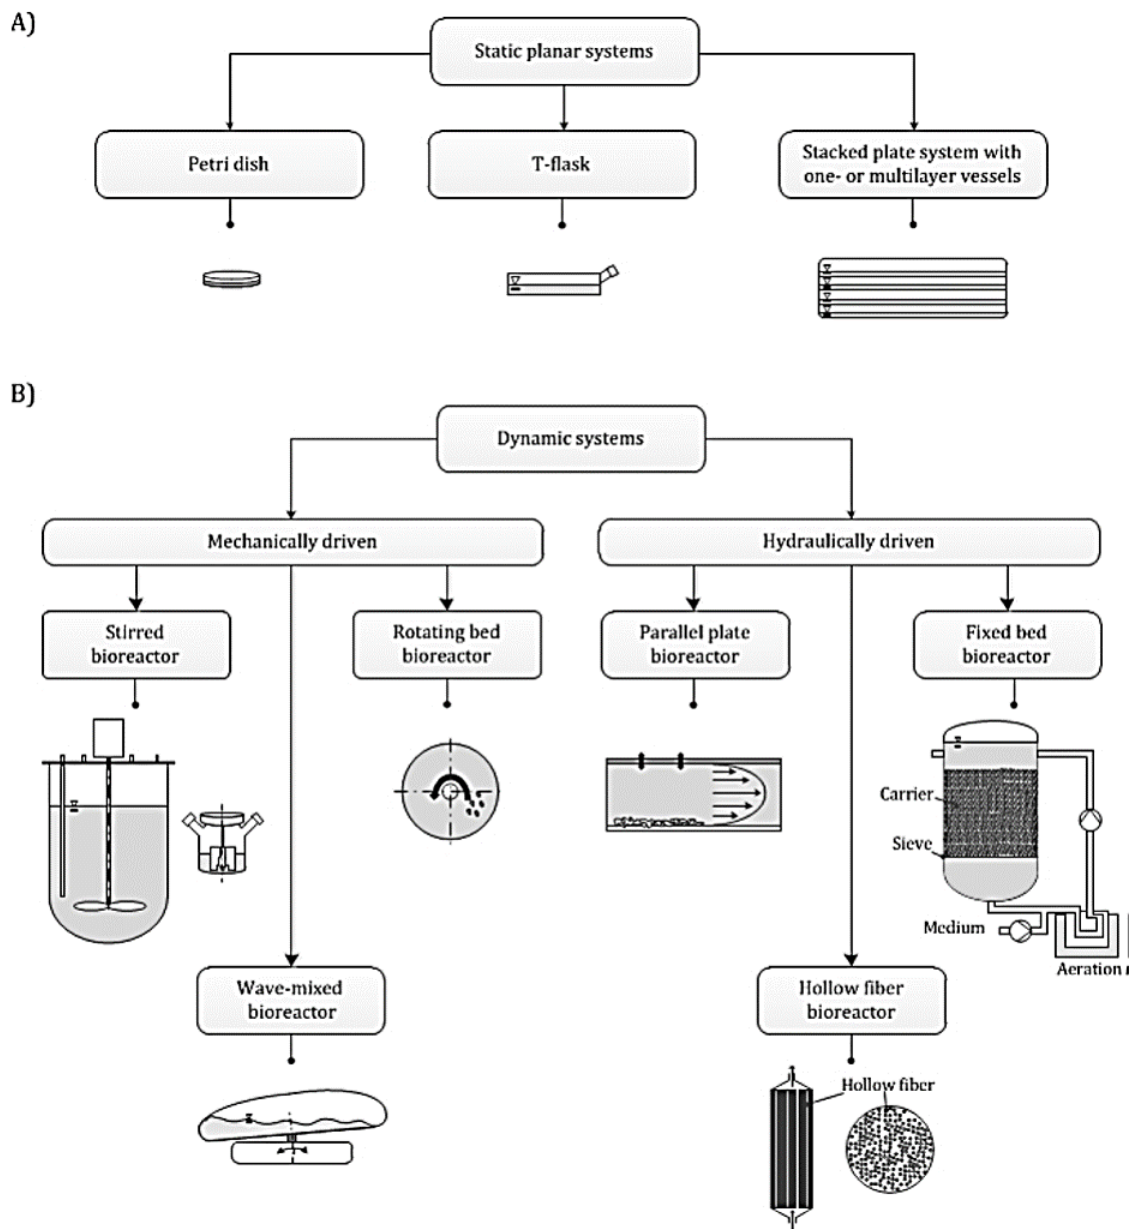 A)
Static planar systems
Petri dish
T-flask
Stacked plate system with
one- or multilayer vessels
B)
Dynamic systems
Mechanically driven
Hydraulically driven
Stirred
bioreactor
Rotating bed
bioreactor
Parallel plate
bioreactor
Fixed bed
bioreactor
Carrier
Sieve
Medium
Aeration
Wave-mixed
bioreactor
Hollow fiber
bioreactor
Hollow fiber